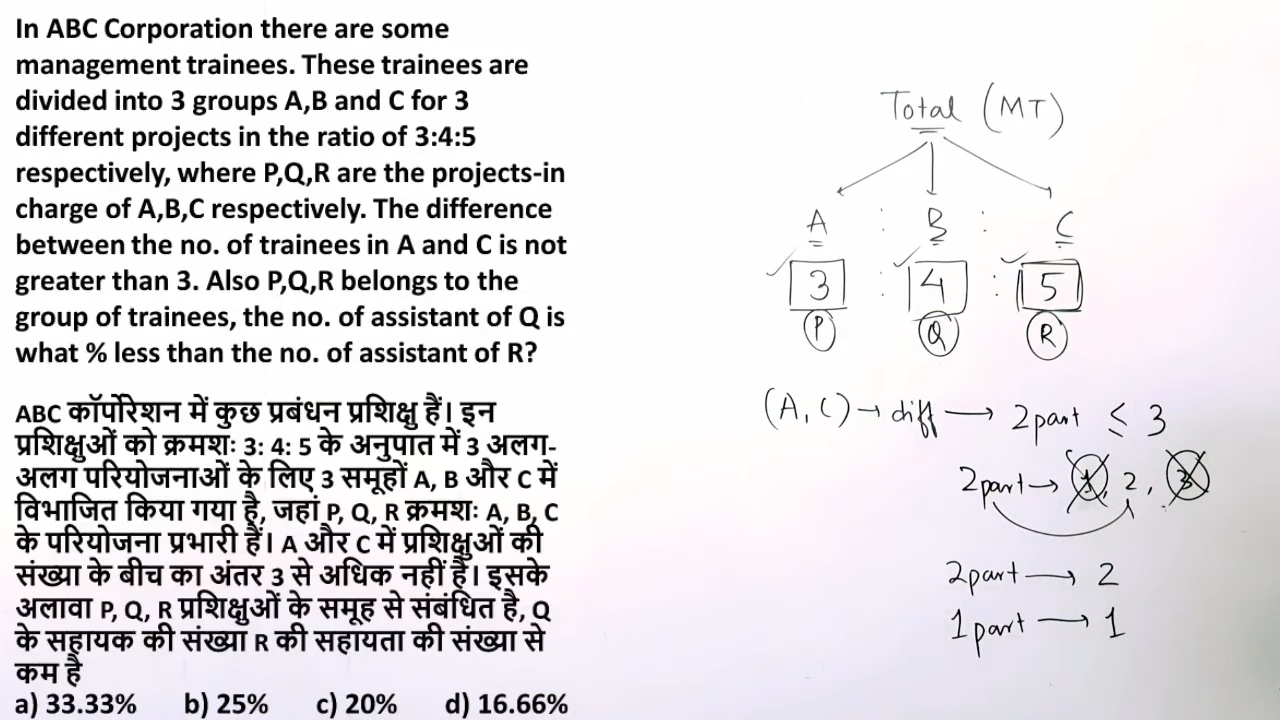 In ABC Corporation there are some
management trainees. These trainees are
divided into 3 groups A,B and C for 3
different projects in the ratio of 3:4:5
respectively, where P,Q,R are the projects-in
charge of A,B,C respectively. The difference
between the no. of trainees in A and C is not
greater than 3. Also P,Q,R belongs to the
group of trainees, the no. of assistant of Q is
what % less than the no. of assistant of R?
ABC कॉर्पोरेशन में कुछ प्रबंधन प्रशिक्षु हैं। इन
प्रशिक्षुओं को क्रमशः 3: 4: 5 के अनुपात में 3 अलग-
अलग परियोजनाओं के लिए 3 समूहों A, B और C में
विभाजित किया गया है, जहां P, Q, R क्रमशः A, B, C
के परियोजना प्रभारी हैं। A और C में प्रशिक्षुओं की
संख्या के बीच का अंतर 3 से अधिक नहीं है। इसके
अलावा P, Q, R प्रशिक्षुओं के समूह से संबंधित है, Q
के सहायक की संख्या R की सहायता की संख्या से
कम है
a) 33.33% b) 25% c) 20% d) 16.66%
Total (MT)
A : B : C
3 : 4 : 5
P Q R
(A, C) → diff → 2 part ≤ 3
2part → 1, 2, 3
2part → 2
1 part → 1